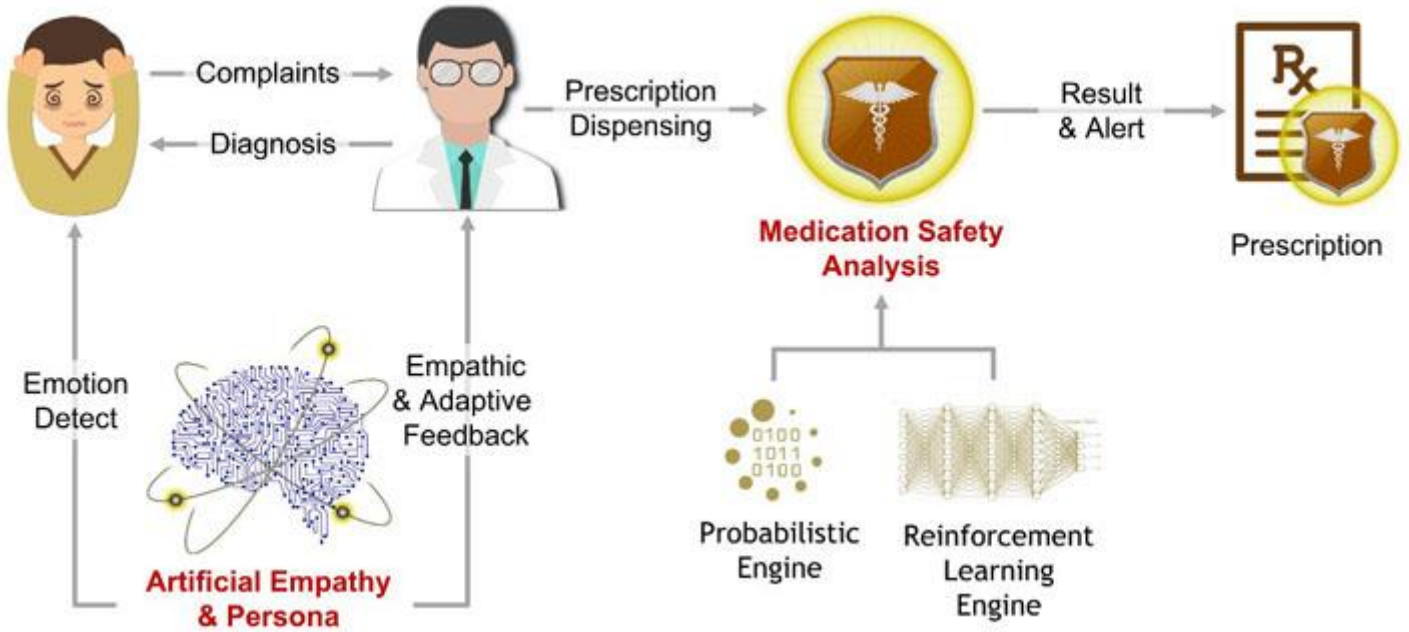 Complaints
Diagnosis
Prescription
Dispensing
Result
& Alert
Rx
Medication Safety
Analysis
Prescription
Emotion
Detect
Empathic
& Adaptive
Feedback
Artificial Empathy
& Persona
0100
1011
0100
Probabilistic
Engine
Reinforcement
Learning
Engine